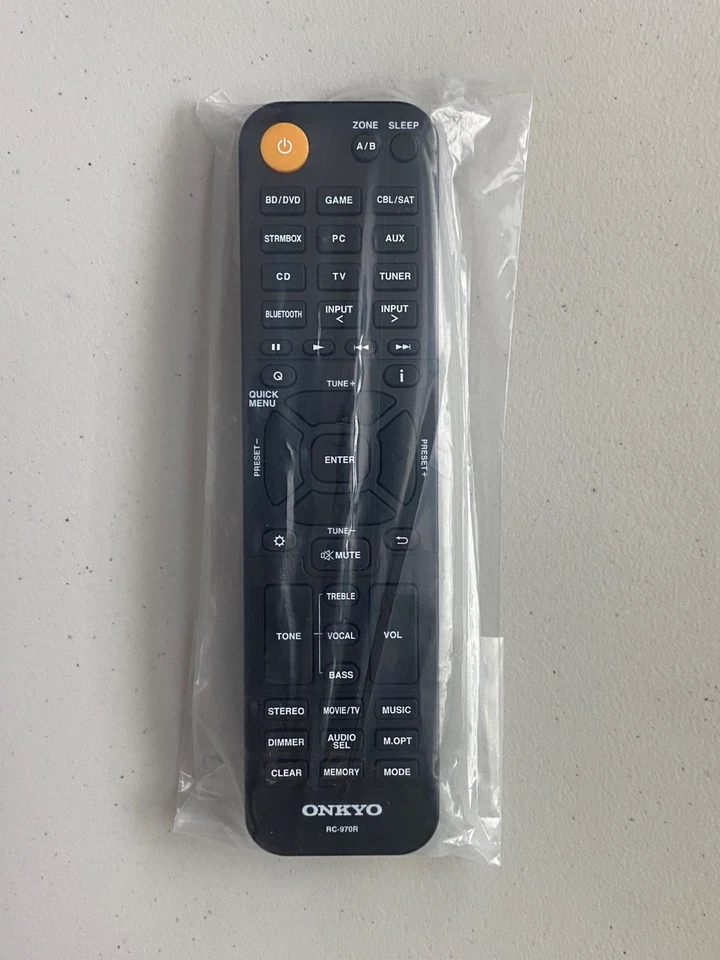 ZONE SLEEP
A/B
BD/DVD GAME CBL/SAT
STRMBOX PC AUX
CD TV TUNER
BLUETOOTH INPUT < INPUT >
Q i
QUICK
MENU
TUNE+
PRESET-
ENTER
PRESET+
TUNE-
MUTE
TREBLE
TONE VOCAL VOL
BASS
STEREO MOVIE/TV MUSIC
DIMMER AUDIO SEL M.OPT
CLEAR MEMORY MODE
ONKYO
RC-970R